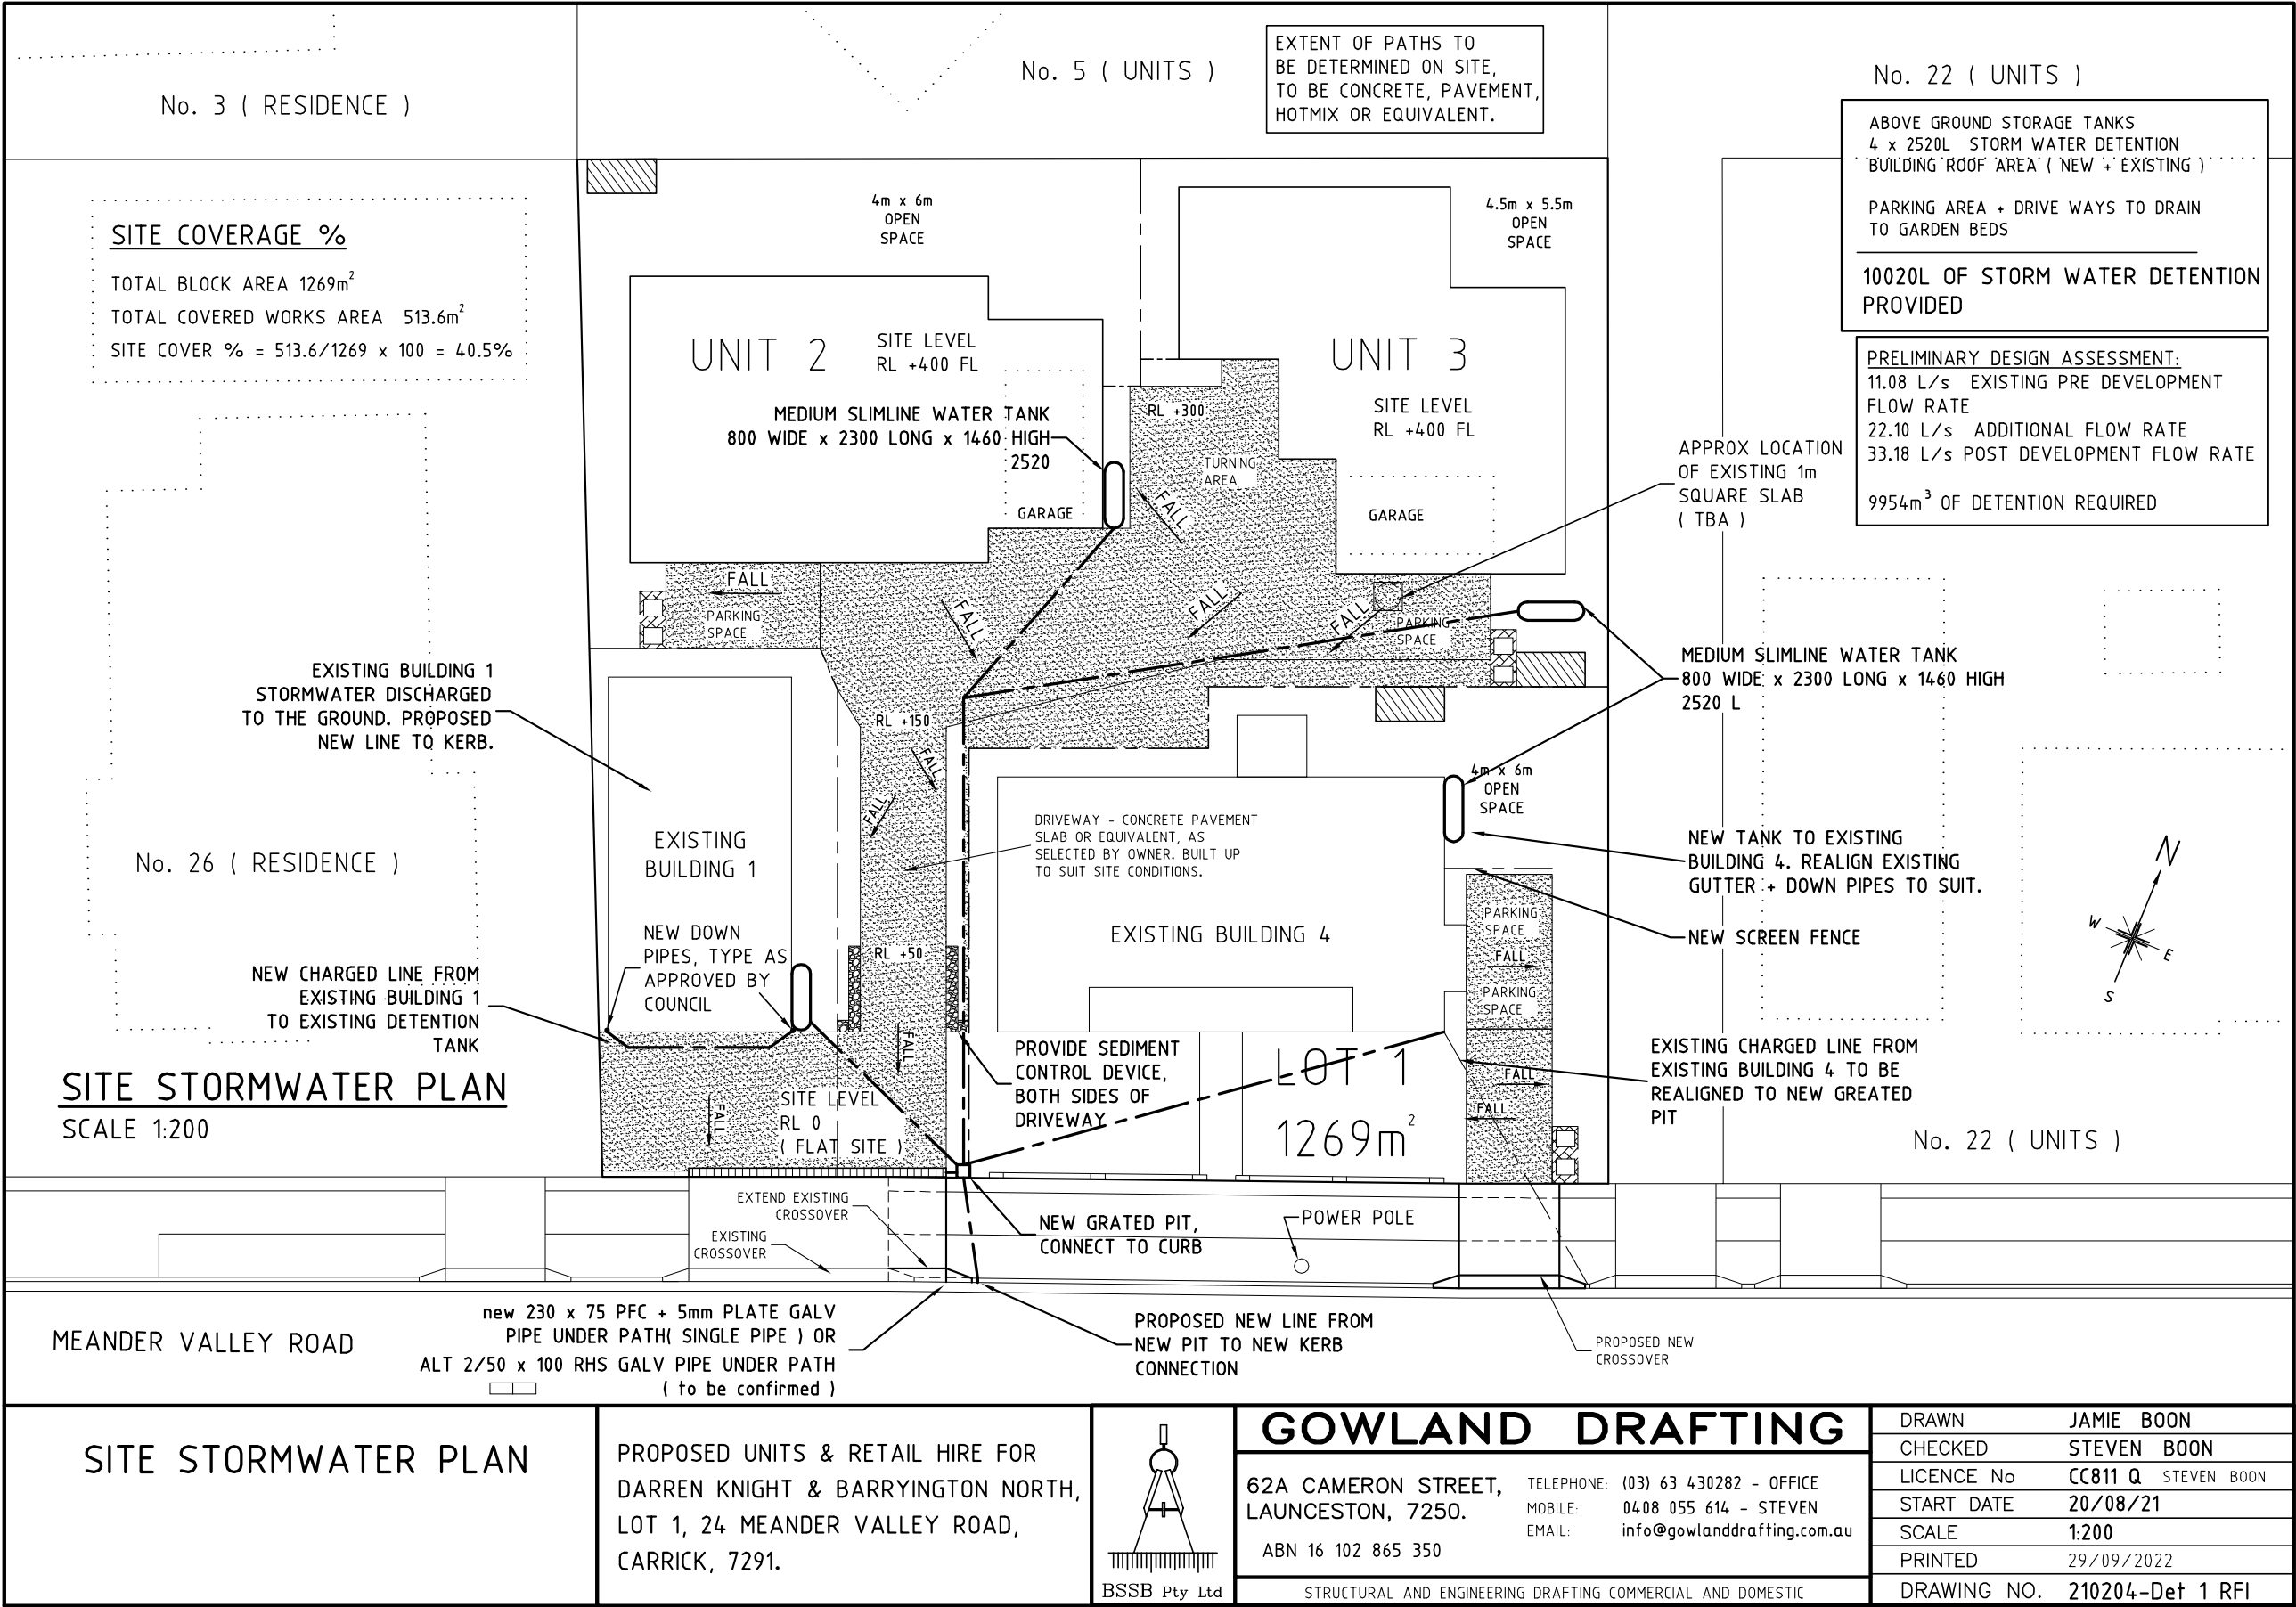 No. 3 ( RESIDENCE )
No. 5 ( UNITS )
EXTENT OF PATHS TO
BE DETERMINED ON SITE,
TO BE CONCRETE, PAVEMENT,
HOTMIX OR EQUIVALENT.
No. 22 ( UNITS )
ABOVE GROUND STORAGE TANKS
4 x 2520L STORM WATER DETENTION
BUILDING ROOF AREA ( NEW + EXISTING )
PARKING AREA + DRIVE WAYS TO DRAIN
TO GARDEN BEDS
10020L OF STORM WATER DETENTION
PROVIDED
PRELIMINARY DESIGN ASSESSMENT:
11.08 L/s EXISTING PRE DEVELOPMENT
FLOW RATE
22.10 L/s ADDITIONAL FLOW RATE
33.18 L/s POST DEVELOPMENT FLOW RATE
9954m³ OF DETENTION REQUIRED
SITE COVERAGE %
TOTAL BLOCK AREA 1269m²
TOTAL COVERED WORKS AREA 513.6m²
SITE COVER % = 513.6/1269 x 100 = 40.5%
4m x 6m
OPEN
SPACE
4.5m x 5.5m
OPEN
SPACE
UNIT 2
SITE LEVEL
RL +400 FL
UNIT 3
SITE LEVEL
RL +400 FL
MEDIUM SLIMLINE WATER TANK
800 WIDE x 2300 LONG x 1460 HIGH
2520
GARAGE
RL +300
TURNING
AREA
FALL
GARAGE
APPROX LOCATION
OF EXISTING 1m
SQUARE SLAB
( TBA )
FALL
PARKING
SPACE
FALL
FALL
FALL
PARKING
SPACE
EXISTING BUILDING 1
STORMWATER DISCHARGED
TO THE GROUND. PROPOSED
NEW LINE TO KERB.
MEDIUM SLIMLINE WATER TANK
800 WIDE x 2300 LONG x 1460 HIGH
2520 L
RL +150
FALL
FALL
4m x 6m
OPEN
SPACE
DRIVEWAY - CONCRETE PAVEMENT
SLAB OR EQUIVALENT, AS
SELECTED BY OWNER. BUILT UP
TO SUIT SITE CONDITIONS.
No. 26 ( RESIDENCE )
EXISTING
BUILDING 1
NEW TANK TO EXISTING
BUILDING 4. REALIGN EXISTING
GUTTER + DOWN PIPES TO SUIT.
N
W
E
S
NEW DOWN
PIPES, TYPE AS
APPROVED BY
COUNCIL
RL +50
EXISTING BUILDING 4
PARKING
SPACE
FALL
PARKING
SPACE
NEW SCREEN FENCE
NEW CHARGED LINE FROM
EXISTING BUILDING 1
TO EXISTING DETENTION
TANK
FALL
PROVIDE SEDIMENT
CONTROL DEVICE,
BOTH SIDES OF
DRIVEWAY
LOT 1
1269m²
FALL
FALL
EXISTING CHARGED LINE FROM
EXISTING BUILDING 4 TO BE
REALIGNED TO NEW GREATED
PIT
SITE STORMWATER PLAN
SCALE 1:200
FALL
SITE LEVEL
RL 0
( FLAT SITE )
No. 22 ( UNITS )
EXTEND EXISTING
CROSSOVER
EXISTING
CROSSOVER
NEW GRATED PIT,
CONNECT TO CURB
POWER POLE
MEANDER VALLEY ROAD
new 230 x 75 PFC + 5mm PLATE GALV
PIPE UNDER PATH( SINGLE PIPE ) OR
ALT 2/50 x 100 RHS GALV PIPE UNDER PATH
( to be confirmed )
PROPOSED NEW LINE FROM
NEW PIT TO NEW KERB
CONNECTION
PROPOSED NEW
CROSSOVER
SITE STORMWATER PLAN
PROPOSED UNITS & RETAIL HIRE FOR
DARREN KNIGHT & BARRYINGTON NORTH,
LOT 1, 24 MEANDER VALLEY ROAD,
CARRICK, 7291.
BSSB Pty Ltd
GOWLAND DRAFTING
62A CAMERON STREET,
LAUNCESTON, 7250.
ABN 16 102 865 350
TELEPHONE: (03) 63 430282 - OFFICE
MOBILE: 0408 055 614 - STEVEN
EMAIL: info@gowlanddrafting.com.au
STRUCTURAL AND ENGINEERING DRAFTING COMMERCIAL AND DOMESTIC
DRAWN JAMIE BOON
CHECKED STEVEN BOON
LICENCE No CC811 Q STEVEN BOON
START DATE 20/08/21
SCALE 1:200
PRINTED 29/09/2022
DRAWING NO. 210204-Det 1 RFI